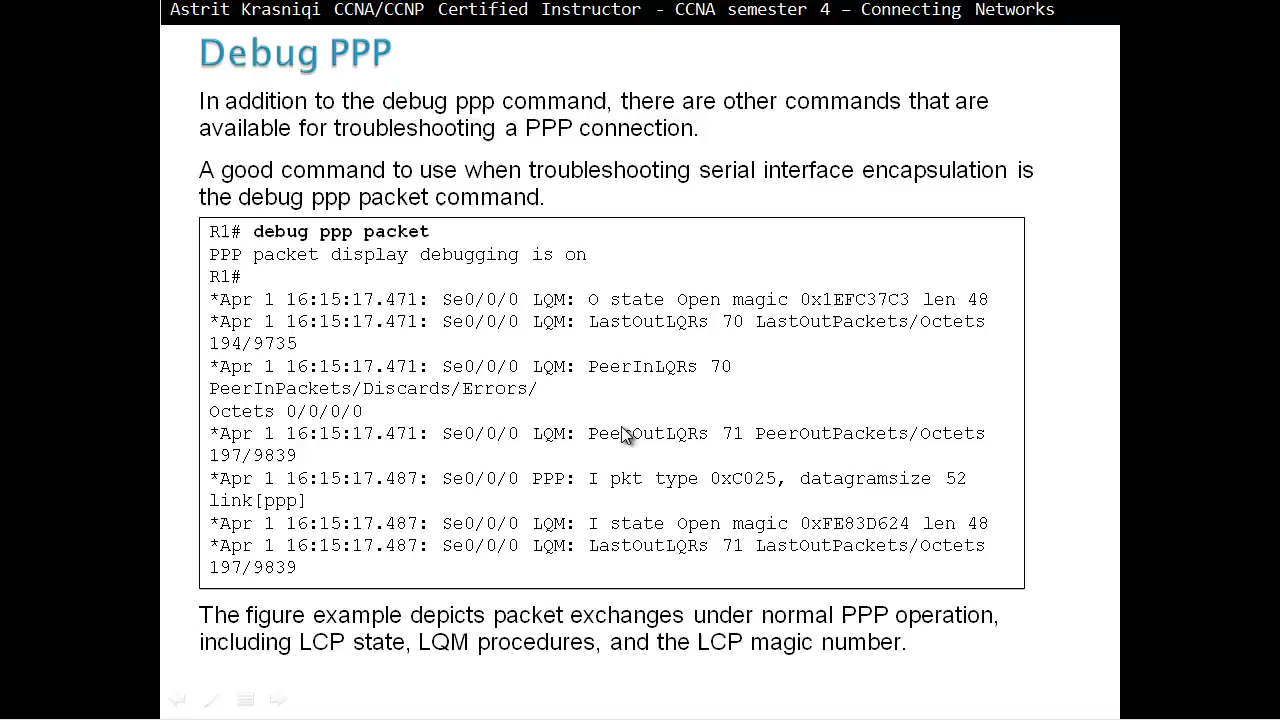 Astrit Krasniqi CCNA/CCNP Certified Instructor - CCNA semester 4 – Connecting Networks
Debug PPP
In addition to the debug ppp command, there are other commands that are
available for troubleshooting a PPP connection.
A good command to use when troubleshooting serial interface encapsulation is
the debug ppp packet command.
R1# debug ppp packet
PPP packet display debugging is on
R1#
*Apr 1 16:15:17.471: Se0/0/0 LQM: O state Open magic 0x1EFC37C3 len 48
*Apr 1 16:15:17.471: Se0/0/0 LQM: LastOutLQRs 70 LastOutPackets/Octets
194/9735
*Apr 1 16:15:17.471: Se0/0/0 LQM: PeerInLQRs 70
PeerInPackets/Discards/Errors/
Octets 0/0/0/0
*Apr 1 16:15:17.471: Se0/0/0 LQM: PeerOutLQRs 71 PeerOutPackets/Octets
197/9839
*Apr 1 16:15:17.487: Se0/0/0 PPP: I pkt type 0xC025, datagramsize 52
link[ppp]
*Apr 1 16:15:17.487: Se0/0/0 LQM: I state Open magic 0xFE83D624 len 48
*Apr 1 16:15:17.487: Se0/0/0 LQM: LastOutLQRs 71 LastOutPackets/Octets
197/9839
The figure example depicts packet exchanges under normal PPP operation,
including LCP state, LQM procedures, and the LCP magic number.